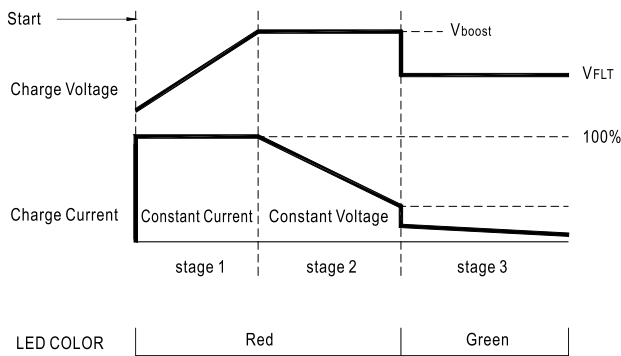 Start
Vboost
VFLT
Charge Voltage
100%
Charge Current
Constant Current
Constant Voltage
stage 1
stage 2
stage 3
LED COLOR
Red
Green